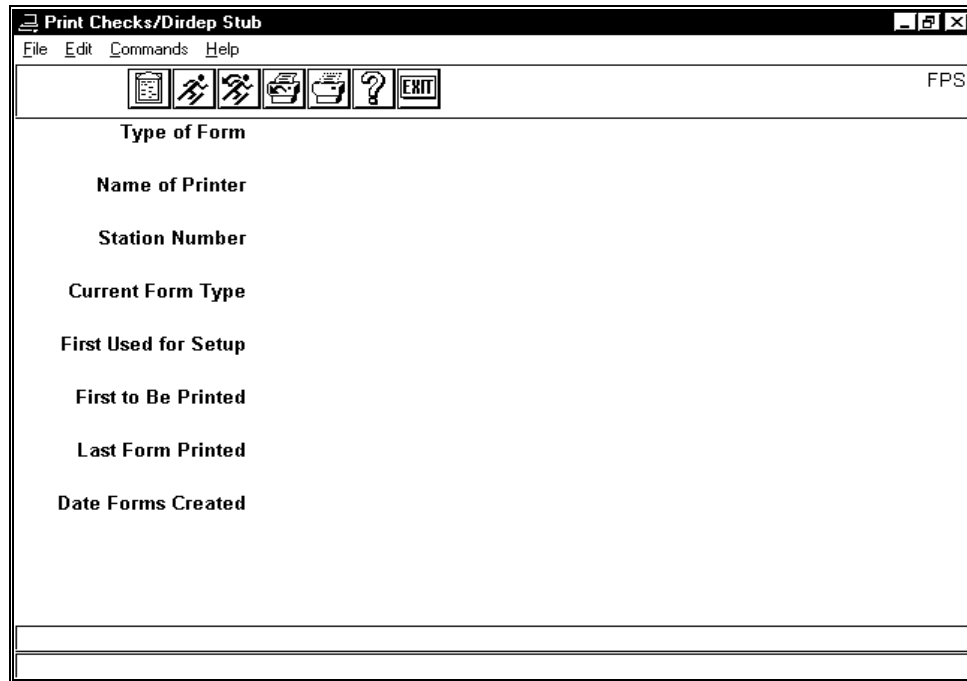 Print Checks/Dirdep Stub
File Edit Commands Help
EXIT
FPS
Type of Form
Name of Printer
Station Number
Current Form Type
First Used for Setup
First to Be Printed
Last Form Printed
Date Forms Created